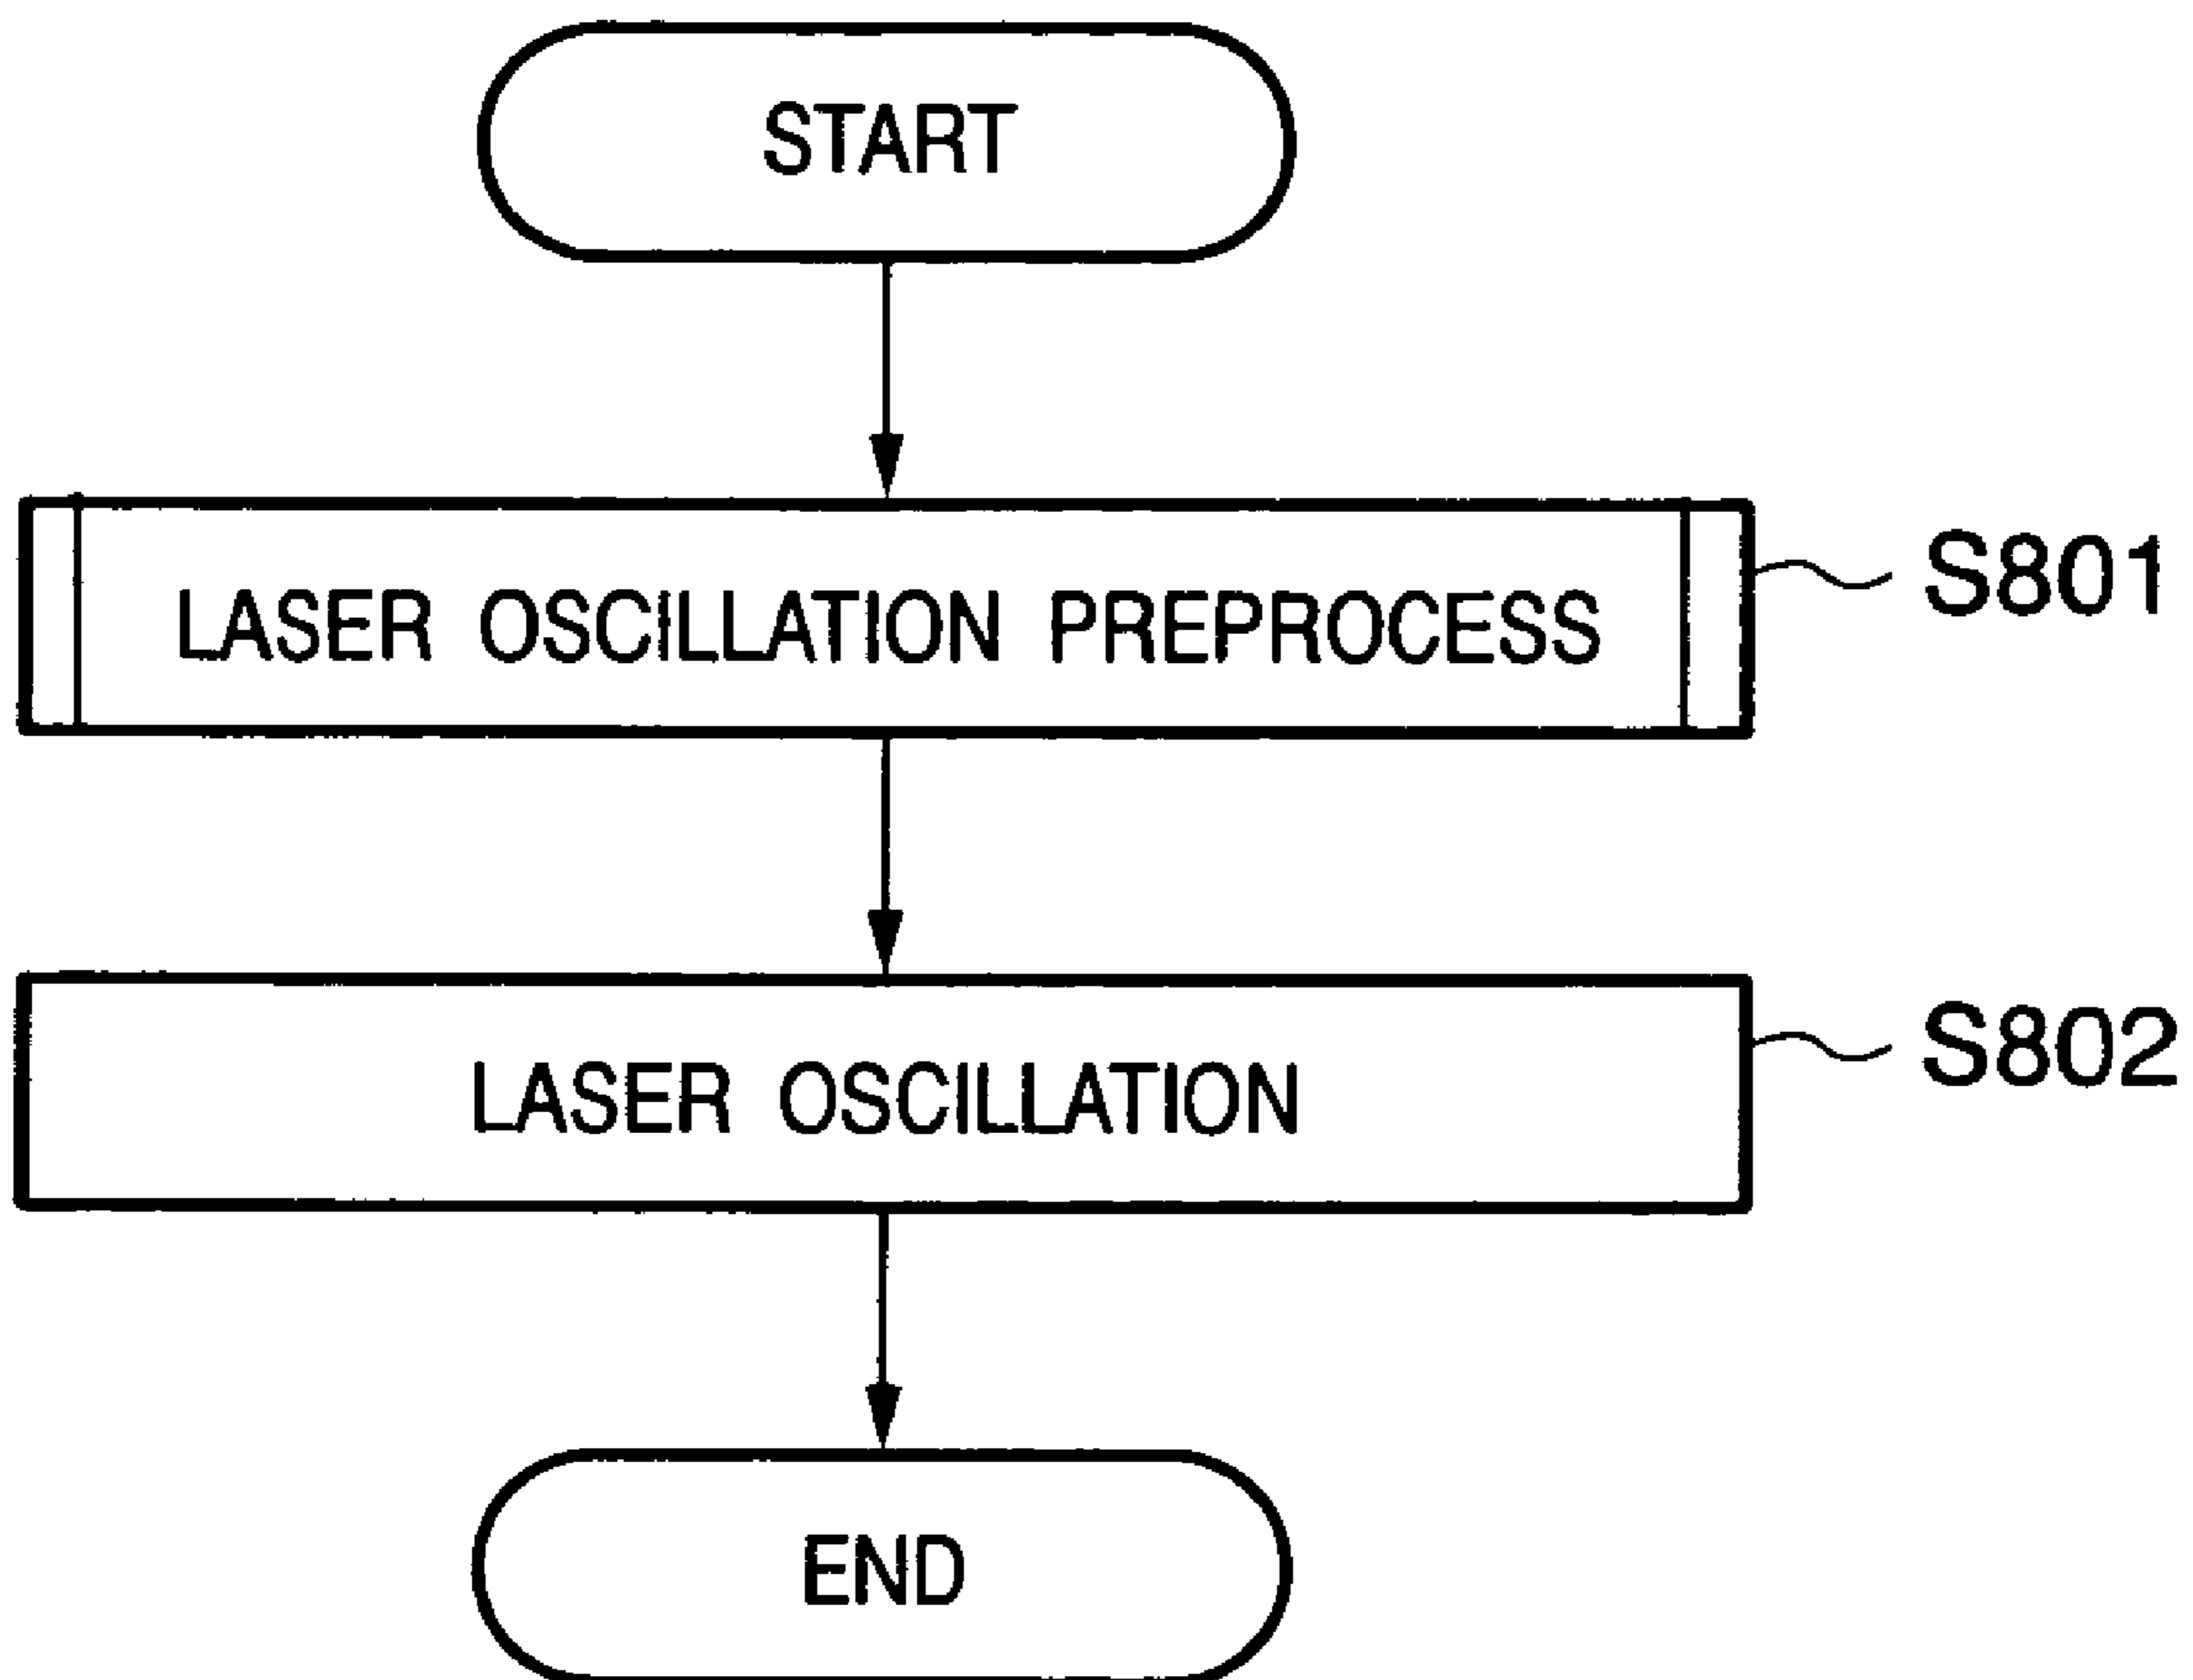 START
LASER OSCILLATION PREPROCESS
S801
LASER OSCILLATION
S802
END